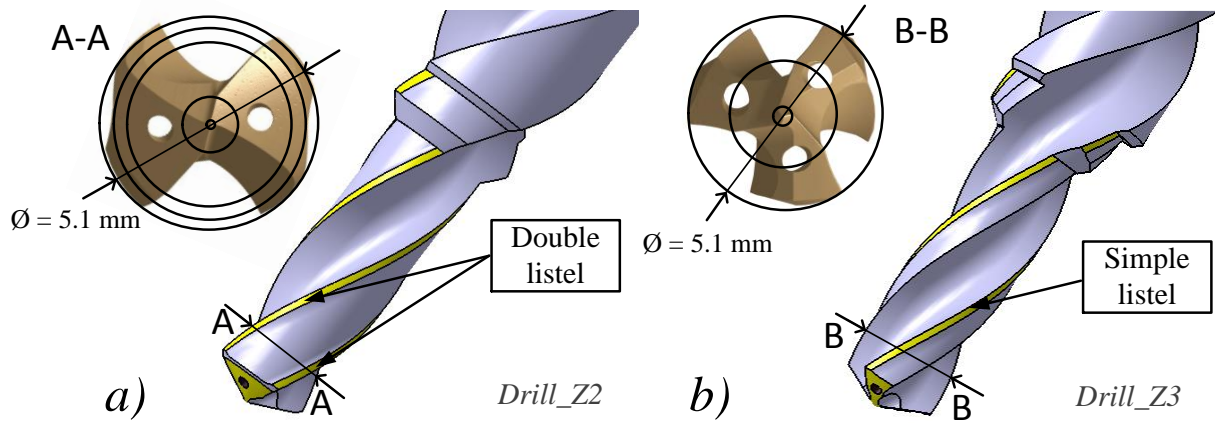 A-A
Ø = 5.1 mm
Double
listel
A
A
a)
Drill_Z2
B-B
Ø = 5.1 mm
Simple
listel
B
B
b)
Drill_Z3